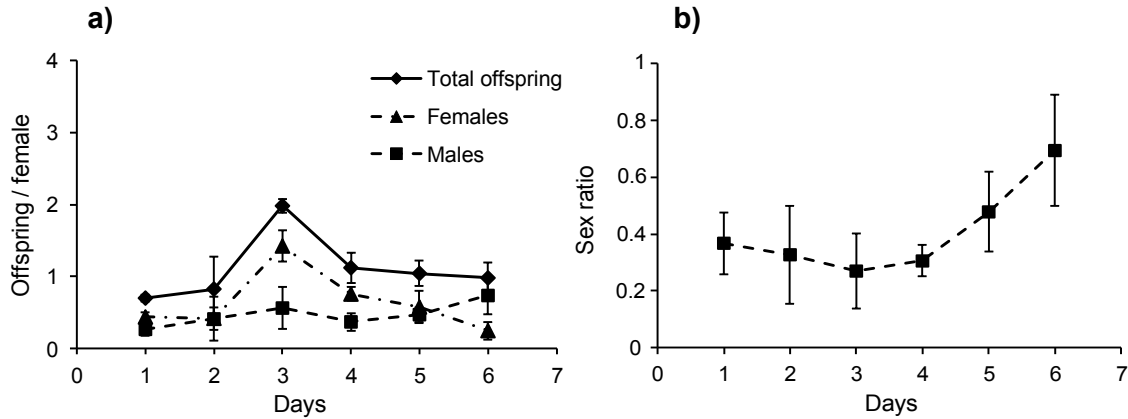 a)
Offspring / female
4
3
2
1
0
Total offspring
Females
Males
0 1 2 3 4 5 6 7
Days
b)
Sex ratio
1
0.8
0.6
0.4
0.2
0
0 1 2 3 4 5 6 7
Days